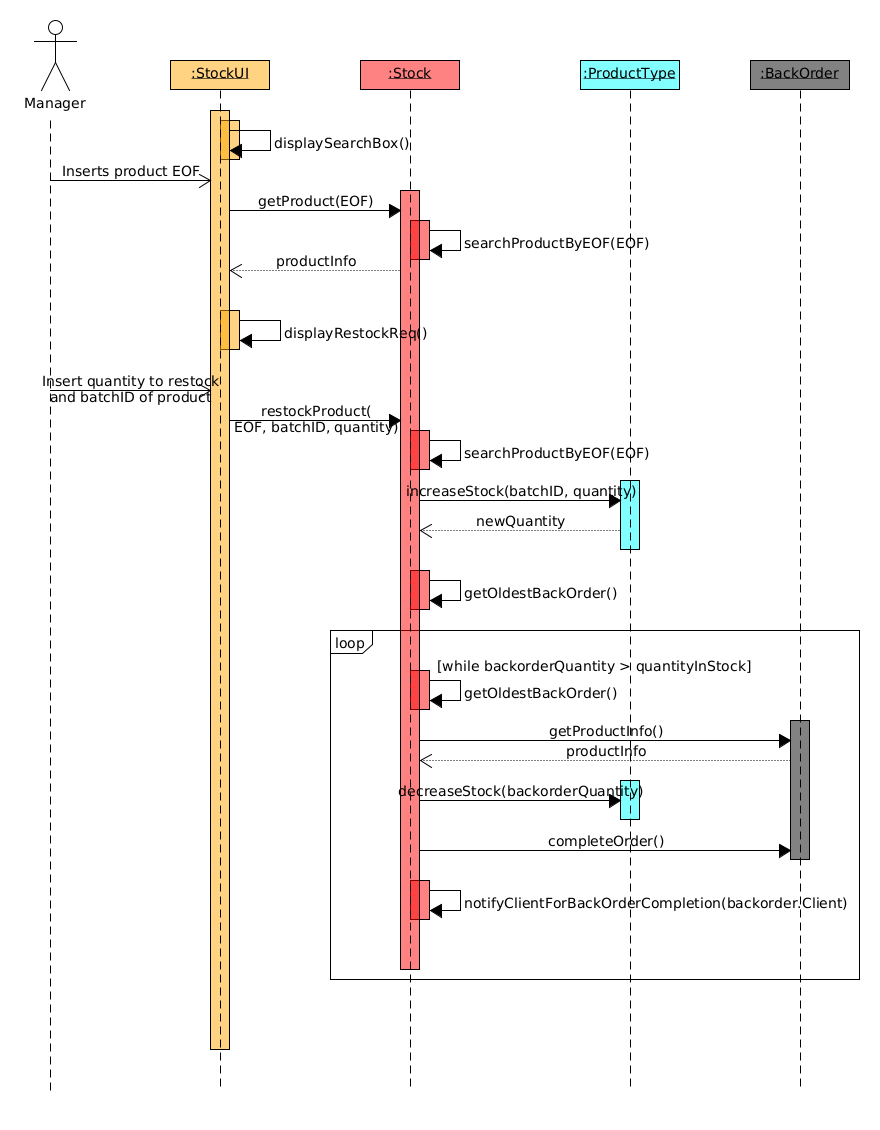 Manager
:StockUI
:Stock
:ProductType
:BackOrder
displaySearchBox()
Inserts product EOF
getProduct(EOF)
searchProductByEOF(EOF)
productInfo
displayRestockReq()
Insert quantity to restock
and batchID of product
restockProduct(
EOF, batchID, quantity)
searchProductByEOF(EOF)
increaseStock(batchID, quantity)
newQuantity
getOldestBackOrder()
loop
[while backorderQuantity > quantityInStock]
getOldestBackOrder()
getProductInfo()
productInfo
decreaseStock(backorderQuantity)
completeOrder()
notifyClientForBackOrderCompletion(backorder.Client)